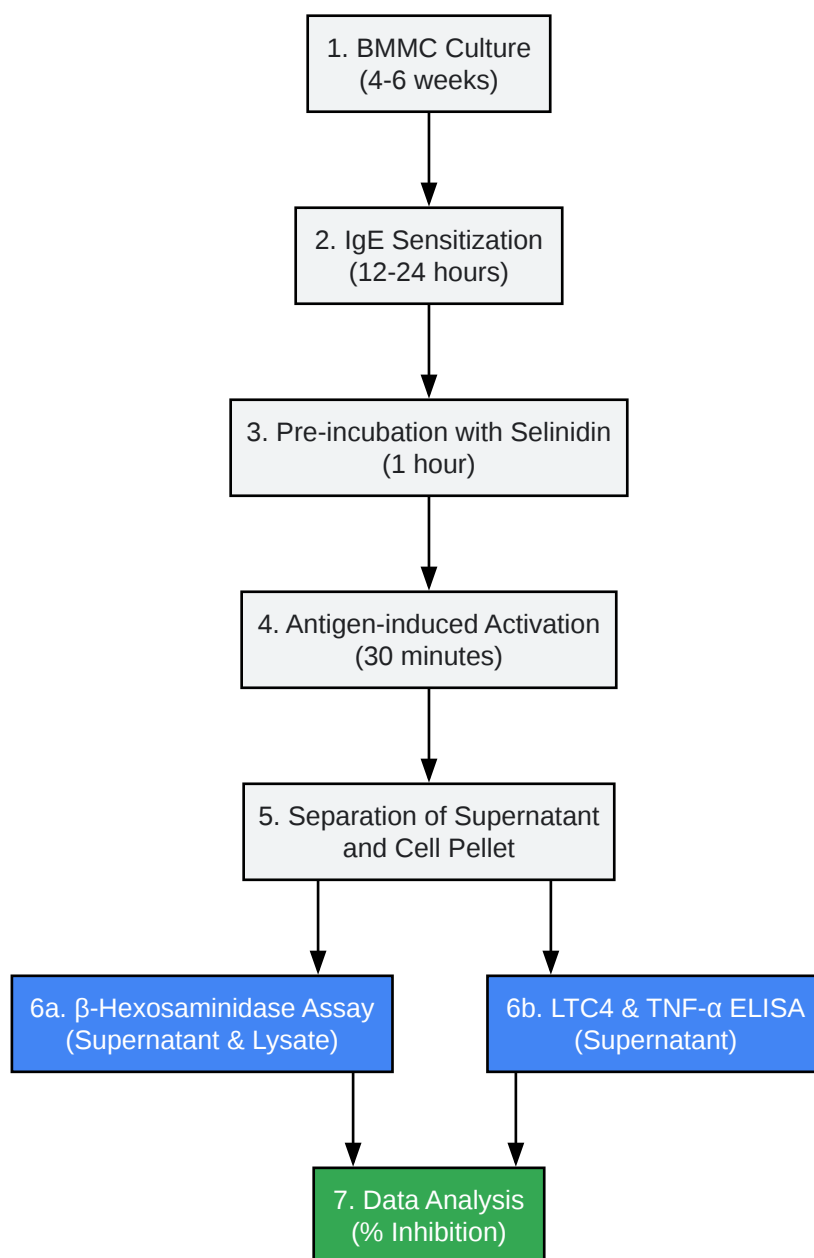 1. BMMC Culture
(4-6 weeks)
2. IgE Sensitization
(12-24 hours)
3. Pre-incubation with Selinidin
(1 hour)
4. Antigen-induced Activation
(30 minutes)
5. Separation of Supernatant
and Cell Pellet
6a. β-Hexosaminidase Assay
(Supernatant & Lysate)
6b. LTC4 & TNF-α ELISA
(Supernatant)
7. Data Analysis
(% Inhibition)